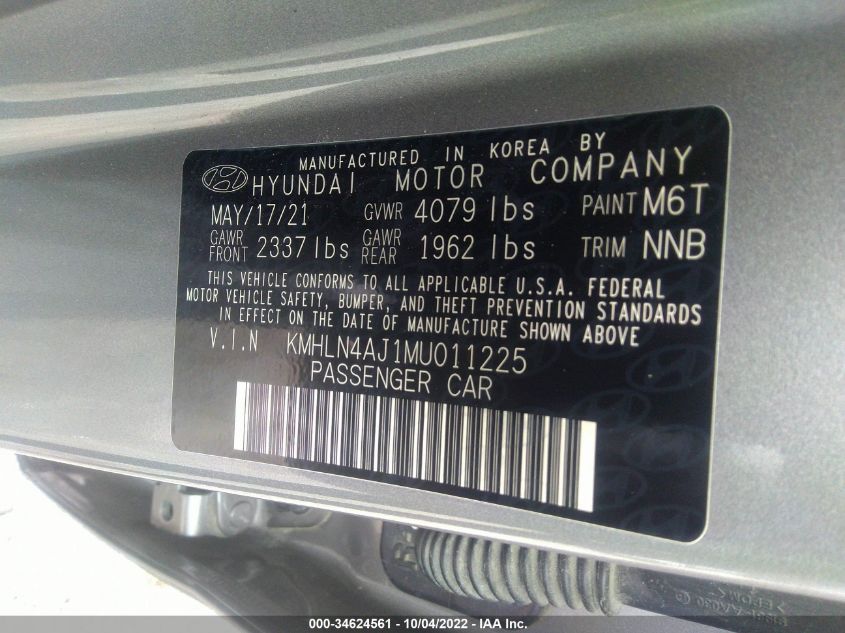 MANUFACTURED IN KOREA BY
HYUNDAI MOTOR COMPANY
MAY/17/21 GVWR 4079 lbs PAINT M6T
GAWR FRONT 2337 lbs GAWR REAR 1962 lbs TRIM NNB
THIS VEHICLE CONFORMS TO ALL APPLICABLE U.S.A. FEDERAL
MOTOR VEHICLE SAFETY, BUMPER, AND THEFT PREVENTION STANDARDS
IN EFFECT ON THE DATE OF MANUFACTURE SHOWN ABOVE
V.I.N KMHLN4AJ1MU011225
PASSENGER CAR
000-34624561 - 10/04/2022 - IAA Inc.